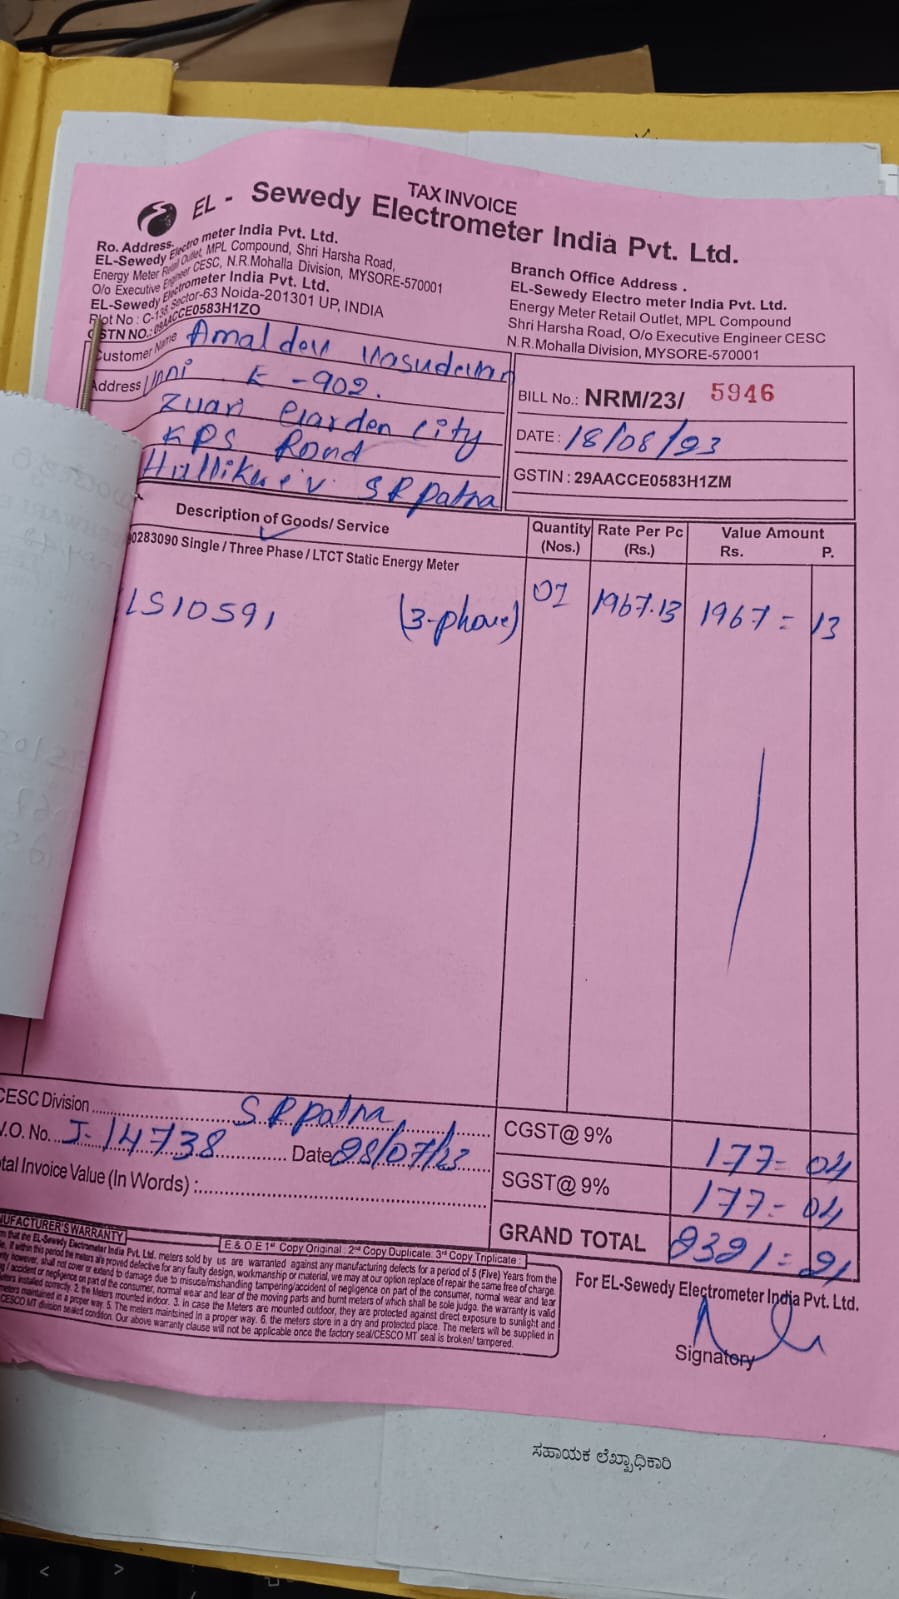 TAX INVOICE
EL - Sewedy Electrometer India Pvt. Ltd.
Ro. Address.
EL-Sewedy Electro meter India Pvt. Ltd.
Energy Meter Retail Outlet, MPL Compound, Shri Harsha Road,
O/o Executive Engineer CESC, N.R.Mohalla Division, MYSORE-570001
EL-Sewedy Electrometer India Pvt. Ltd.
Plot No : C-138 Sector-63 Noida-201301 UP, INDIA
GSTN NO.: 09AACCE0583H1ZO
Branch Office Address .
EL-Sewedy Electro meter India Pvt. Ltd.
Energy Meter Retail Outlet, MPL Compound
Shri Harsha Road, O/o Executive Engineer CESC
N.R.Mohalla Division, MYSORE-570001
Customer Name Amaldev Vasudevan
Address Unni K -902.
Zuari Garden City
KRS Road
SR Patna
BILL No.: NRM/23/ 5946
DATE : 18/08/23
GSTIN : 29AACCE0583H1ZM
Description of Goods/ Service
Quantity (Nos.)
Rate Per Pc (Rs.)
Value Amount
Rs. P.
90283090 Single / Three Phase / LTCT Static Energy Meter
LS10591 (3-phase) 01 1967.13 1967 = 13
CESC Division S R patna
W.O. No. J-14738 Date 28/07/23
Total Invoice Value (In Words) :
CGST@ 9% 177 = 04
SGST@ 9% 177 = 04
GRAND TOTAL 2321 = 21
E & O E 1st Copy Original : 2nd Copy Duplicate: 3rd Copy Triplicate :
MANUFACTURER'S WARRANTY
For EL-Sewedy Electrometer India Pvt. Ltd.
Signatory
ಸಹಾಯಕ ಲೆಖ್ಖಾಧಿಕಾರಿ